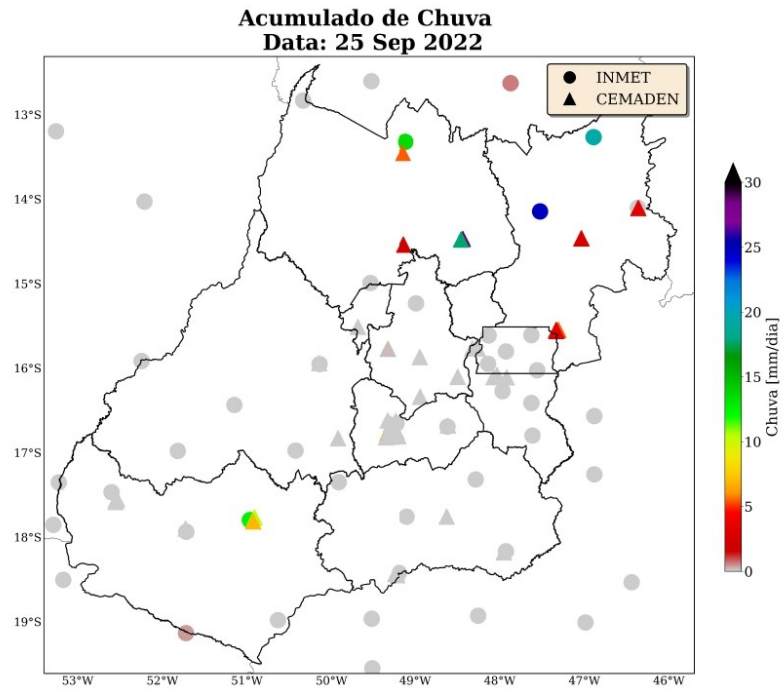 Acumulado de Chuva
Data: 25 Sep 2022
INMET
CEMADEN
13°S
14°S
15°S
16°S
17°S
18°S
19°S
53°W
52°W
51°W
50°W
49°W
48°W
47°W
46°W
30
25
20
15
10
5
0
Chuva [mm/dia]